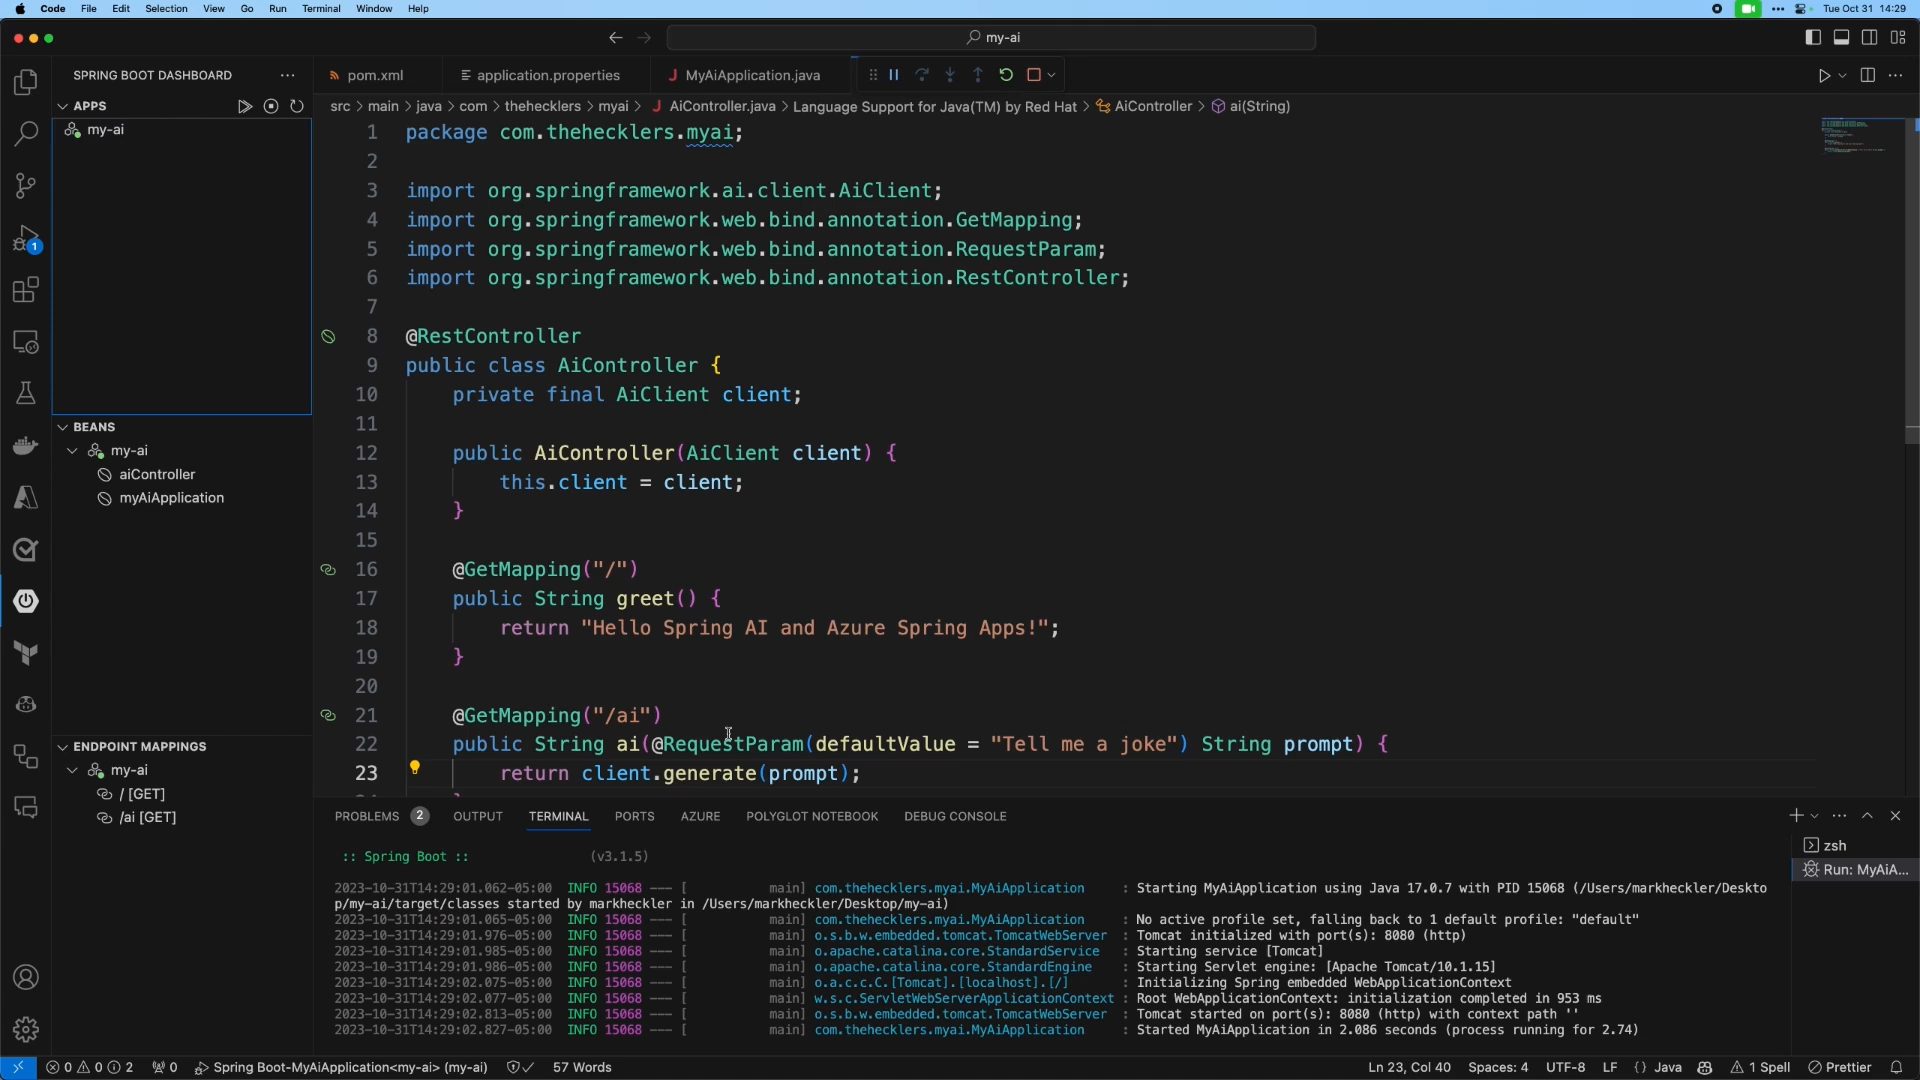 Code File Edit Selection View Go Run Terminal Window Help Tue Oct 31 14:29
my-ai
SPRING BOOT DASHBOARD
pom.xml application.properties MyAiApplication.java
APPS
src > main > java > com > thehecklers > myai > AiController.java > Language Support for Java(TM) by Red Hat > AiController > ai(String)
my-ai
1 package com.thehecklers.myai;
2
3 import org.springframework.ai.client.AiClient;
4 import org.springframework.web.bind.annotation.GetMapping;
5 import org.springframework.web.bind.annotation.RequestParam;
6 import org.springframework.web.bind.annotation.RestController;
7
8 @RestController
9 public class AiController {
10 private final AiClient client;
11
12 public AiController(AiClient client) {
13 this.client = client;
14 }
15
16 @GetMapping("/")
17 public String greet() {
18 return "Hello Spring AI and Azure Spring Apps!";
19 }
20
21 @GetMapping("/ai")
22 public String ai(@RequestParam(defaultValue = "Tell me a joke") String prompt) {
23 return client.generate(prompt);
1
BEANS
my-ai
aiController
myAiApplication
ENDPOINT MAPPINGS
my-ai
/ [GET]
/ai [GET]
PROBLEMS 2 OUTPUT TERMINAL PORTS AZURE POLYGLOT NOTEBOOK DEBUG CONSOLE
zsh
Run: MyAiA...
:: Spring Boot :: (v3.1.5)
2023-10-31T14:29:01.062-05:00 INFO 15068 --- [ main] com.thehecklers.myai.MyAiApplication : Starting MyAiApplication using Java 17.0.7 with PID 15068 (/Users/markheckler/Deskto
p/my-ai/target/classes started by markheckler in /Users/markheckler/Desktop/my-ai)
2023-10-31T14:29:01.065-05:00 INFO 15068 --- [ main] com.thehecklers.myai.MyAiApplication : No active profile set, falling back to 1 default profile: "default"
2023-10-31T14:29:01.976-05:00 INFO 15068 --- [ main] o.s.b.w.embedded.tomcat.TomcatWebServer : Tomcat initialized with port(s): 8080 (http)
2023-10-31T14:29:01.985-05:00 INFO 15068 --- [ main] o.apache.catalina.core.StandardService : Starting service [Tomcat]
2023-10-31T14:29:01.986-05:00 INFO 15068 --- [ main] o.apache.catalina.core.StandardEngine : Starting Servlet engine: [Apache Tomcat/10.1.15]
2023-10-31T14:29:02.075-05:00 INFO 15068 --- [ main] o.a.c.c.C.[Tomcat].[localhost].[/] : Initializing Spring embedded WebApplicationContext
2023-10-31T14:29:02.077-05:00 INFO 15068 --- [ main] w.s.c.ServletWebServerApplicationContext : Root WebApplicationContext: initialization completed in 953 ms
2023-10-31T14:29:02.813-05:00 INFO 15068 --- [ main] o.s.b.w.embedded.tomcat.TomcatWebServer : Tomcat started on port(s): 8080 (http) with context path ''
2023-10-31T14:29:02.827-05:00 INFO 15068 --- [ main] com.thehecklers.myai.MyAiApplication : Started MyAiApplication in 2.086 seconds (process running for 2.74)
0 0 2 0 Spring Boot-MyAiApplication<my-ai> (my-ai) 57 Words Ln 23, Col 40 Spaces: 4 UTF-8 LF {} Java 1 Spell Prettier